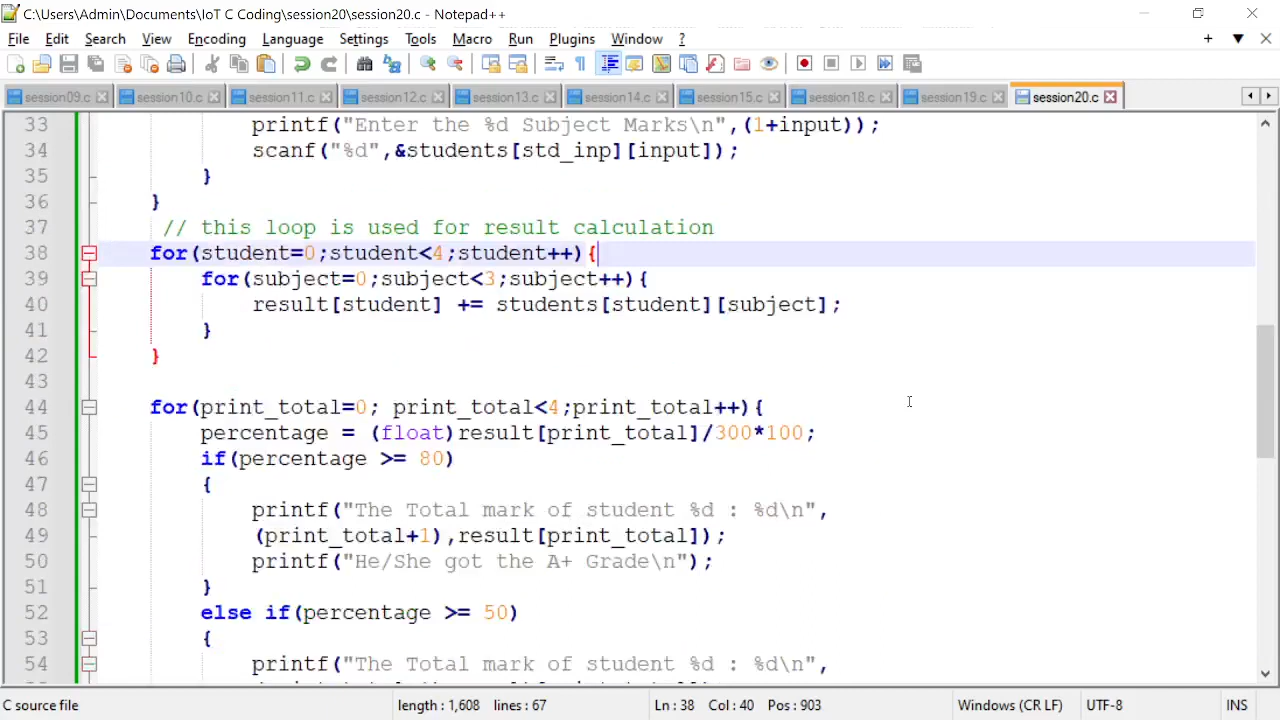 C:\Users\Admin\Documents\IoT C Coding\session20\session20.c - Notepad++
File Edit Search View Encoding Language Settings Tools Macro Run Plugins Window ?
session09.c session10.c session11.c session12.c session13.c session14.c session15.c session18.c session19.c session20.c
33 printf("Enter the %d Subject Marks\n",(1+input));
34 scanf("%d",&students[std_inp][input]);
35 }
36 }
37 // this loop is used for result calculation
38 for(student=0;student<4;student++){
39 for(subject=0;subject<3;subject++){
40 result[student] += students[student][subject];
41 }
42 }
43
44 for(print_total=0; print_total<4;print_total++){
45 percentage = (float)result[print_total]/300*100;
46 if(percentage >= 80)
47 {
48 printf("The Total mark of student %d : %d\n",
49 (print_total+1),result[print_total]);
50 printf("He/She got the A+ Grade\n");
51 }
52 else if(percentage >= 50)
53 {
54 printf("The Total mark of student %d : %d\n",
C source file length : 1,608 lines : 67 Ln : 38 Col : 40 Pos : 903 Windows (CR LF) UTF-8 INS